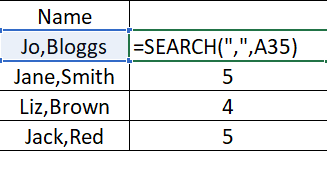 Name
Jo,Bloggs =SEARCH(",",A35)
Jane,Smith 5
Liz,Brown 4
Jack,Red 5